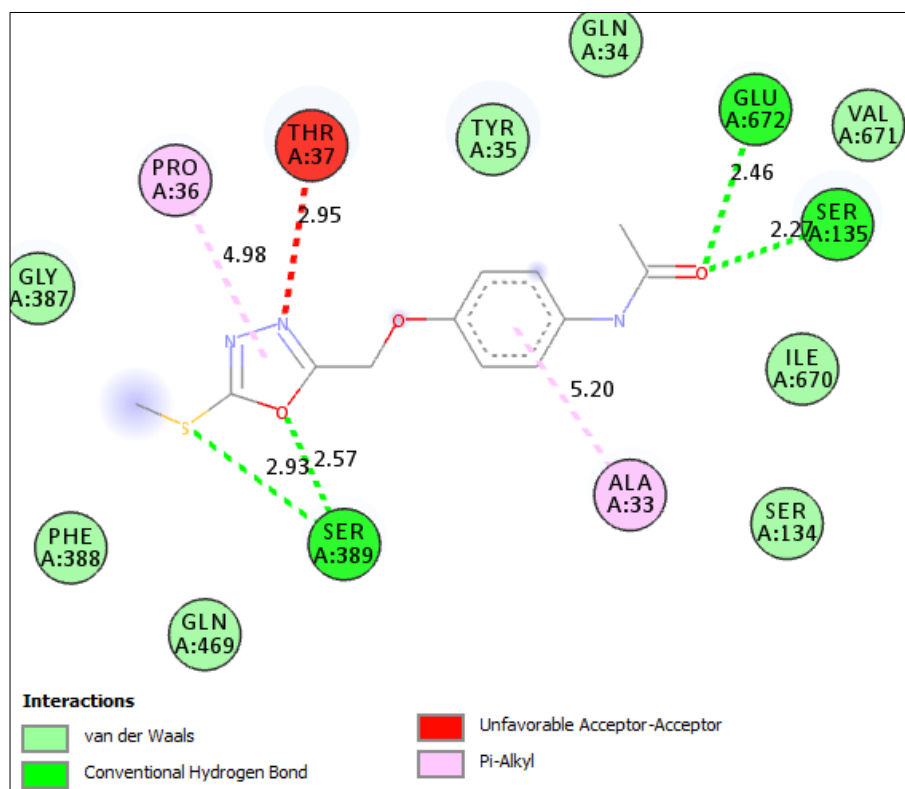 GLN
A:34
GLU
A:672
VAL
A:671
THR
A:37
TYR
A:35
PRO
A:36
2.46
SER
A:135
2.95
2.27
4.98
O
GLY
A:387
N
N
O
N
ILE
A:670
5.20
O
S
2.93
2.57
ALA
A:33
SER
A:134
PHE
A:388
SER
A:389
GLN
A:469
Interactions
van der Waals
Conventional Hydrogen Bond
Unfavorable Acceptor-Acceptor
Pi-Alkyl